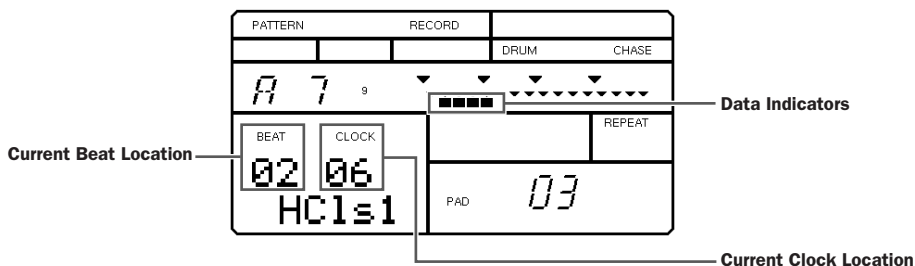 PATTERN RECORD
DRUM CHASE
A 7 9
Data Indicators
REPEAT
BEAT CLOCK
Current Beat Location
02 06
HCls1
PAD 03
Current Clock Location